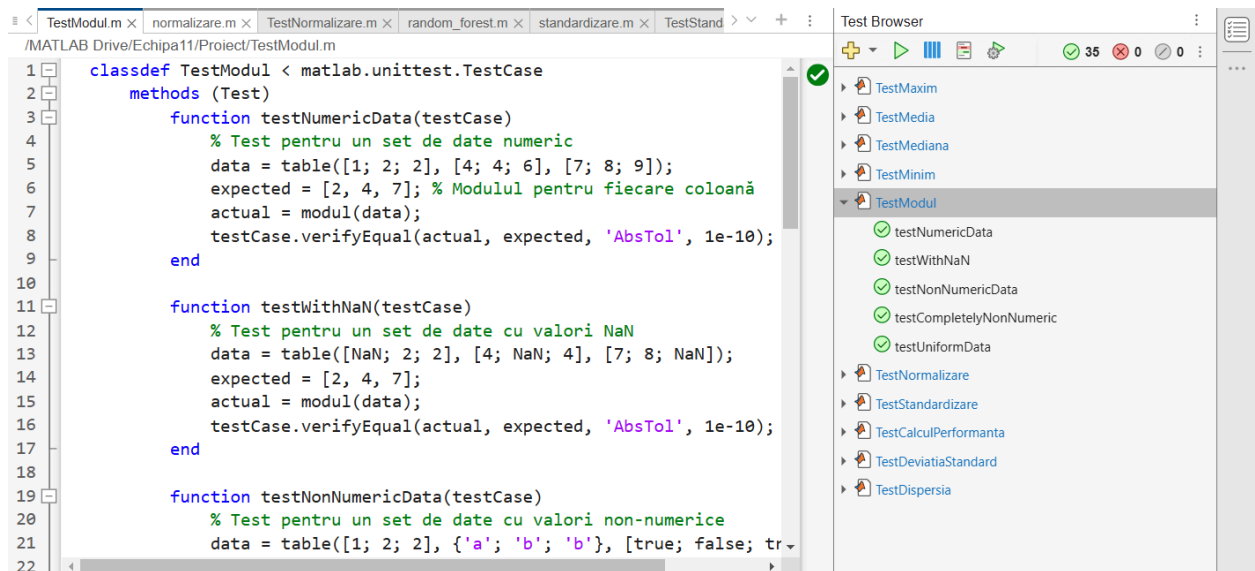 TestModul.m × normalizare.m × TestNormalizare.m × random_forest.m × standardizare.m × TestStand
/MATLAB Drive/Echipa11/Proiect/TestModul.m
1 classdef TestModul < matlab.unittest.TestCase
2 methods (Test)
3 function testNumericData(testCase)
4 % Test pentru un set de date numeric
5 data = table([1; 2; 2], [4; 4; 6], [7; 8; 9]);
6 expected = [2, 4, 7]; % Modulul pentru fiecare coloană
7 actual = modul(data);
8 testCase.verifyEqual(actual, expected, 'AbsTol', 1e-10);
9 end
10
11 function testWithNaN(testCase)
12 % Test pentru un set de date cu valori NaN
13 data = table([NaN; 2; 2], [4; NaN; 4], [7; 8; NaN]);
14 expected = [2, 4, 7];
15 actual = modul(data);
16 testCase.verifyEqual(actual, expected, 'AbsTol', 1e-10);
17 end
18
19 function testNonNumericData(testCase)
20 % Test pentru un set de date cu valori non-numerice
21 data = table([1; 2; 2], {'a'; 'b'; 'b'}, [true; false; tr
22
Test Browser
35 0 0
TestMaxim
TestMedia
TestMediana
TestMinim
TestModul
testNumericData
testWithNaN
testNonNumericData
testCompletelyNonNumeric
testUniformData
TestNormalizare
TestStandardizare
TestCalculPerformanta
TestDeviatiaStandard
TestDispersia